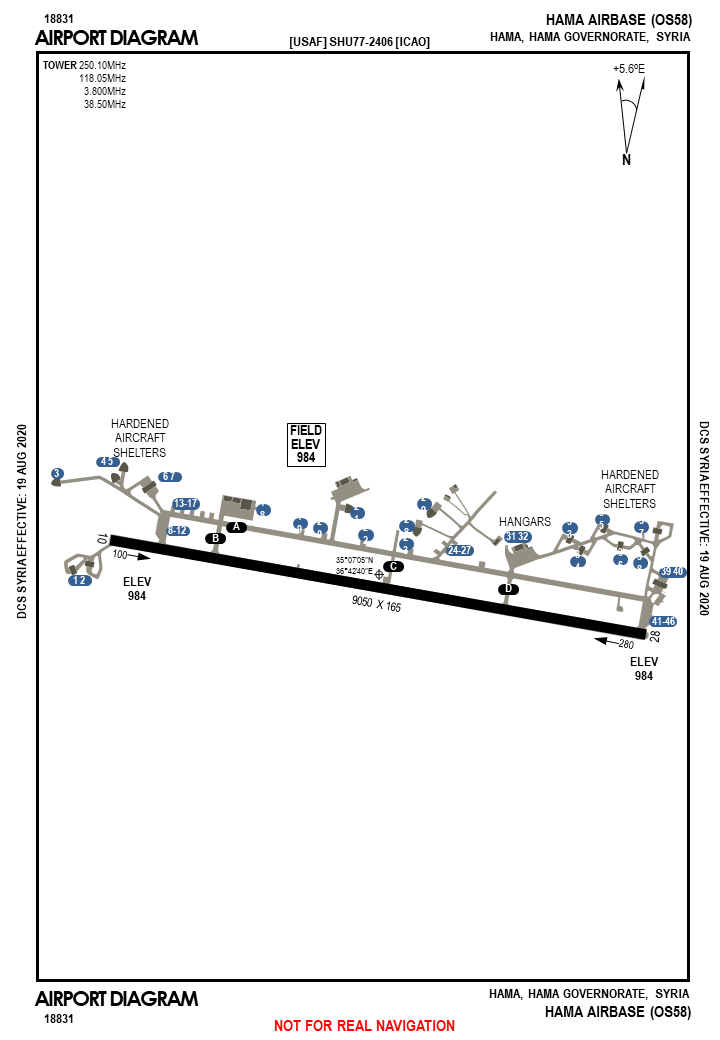 18831
AIRPORT DIAGRAM
[USAF] SHU77-2406 [ICAO]
HAMA AIRBASE (OS58)
HAMA, HAMA GOVERNORATE, SYRIA
TOWER 250.10MHz
118.05MHz
3.800MHz
38.50MHz
+5.6ºE
N
DCS SYRIA EFFECTIVE: 19 AUG 2020
DCS SYRIA EFFECTIVE: 19 AUG 2020
HARDENED
AIRCRAFT
SHELTERS
FIELD
ELEV
984
HARDENED
AIRCRAFT
SHELTERS
3
4 5
6 7
13-17
8-12
A
B
HANGARS
31 32
24-27
C
D
10
100
1 2
ELEV
984
35°07'05"N
36°42'40"E
9050 X 165
39 40
41-46
28
280
ELEV
984
AIRPORT DIAGRAM
18831
HAMA, HAMA GOVERNORATE, SYRIA
HAMA AIRBASE (OS58)
NOT FOR REAL NAVIGATION